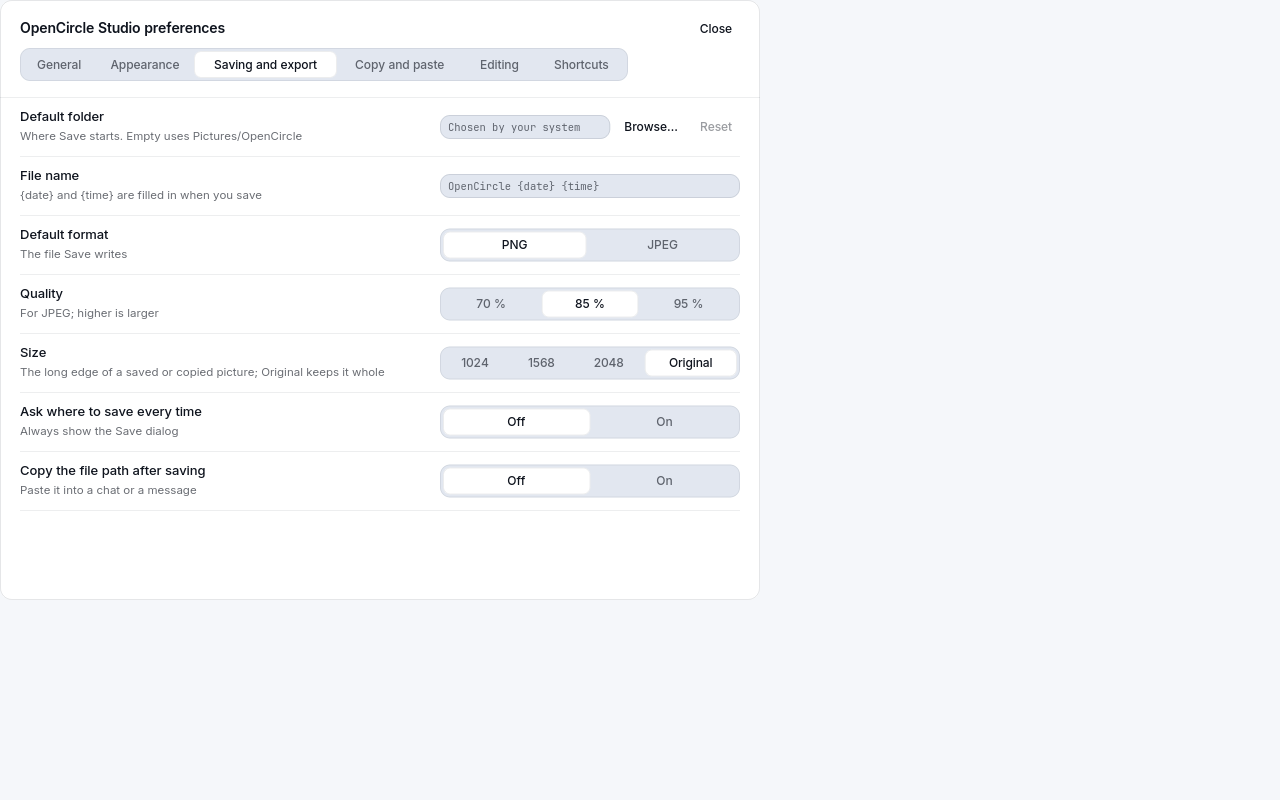 OpenCircle Studio preferences
Close
General
Appearance
Saving and export
Copy and paste
Editing
Shortcuts
Default folder
Where Save starts. Empty uses Pictures/OpenCircle
Chosen by your system
Browse...
Reset
File name
{date} and {time} are filled in when you save
OpenCircle {date} {time}
Default format
The file Save writes
PNG
JPEG
Quality
For JPEG; higher is larger
70 %
85 %
95 %
Size
The long edge of a saved or copied picture; Original keeps it whole
1024
1568
2048
Original
Ask where to save every time
Always show the Save dialog
Off
On
Copy the file path after saving
Paste it into a chat or a message
Off
On